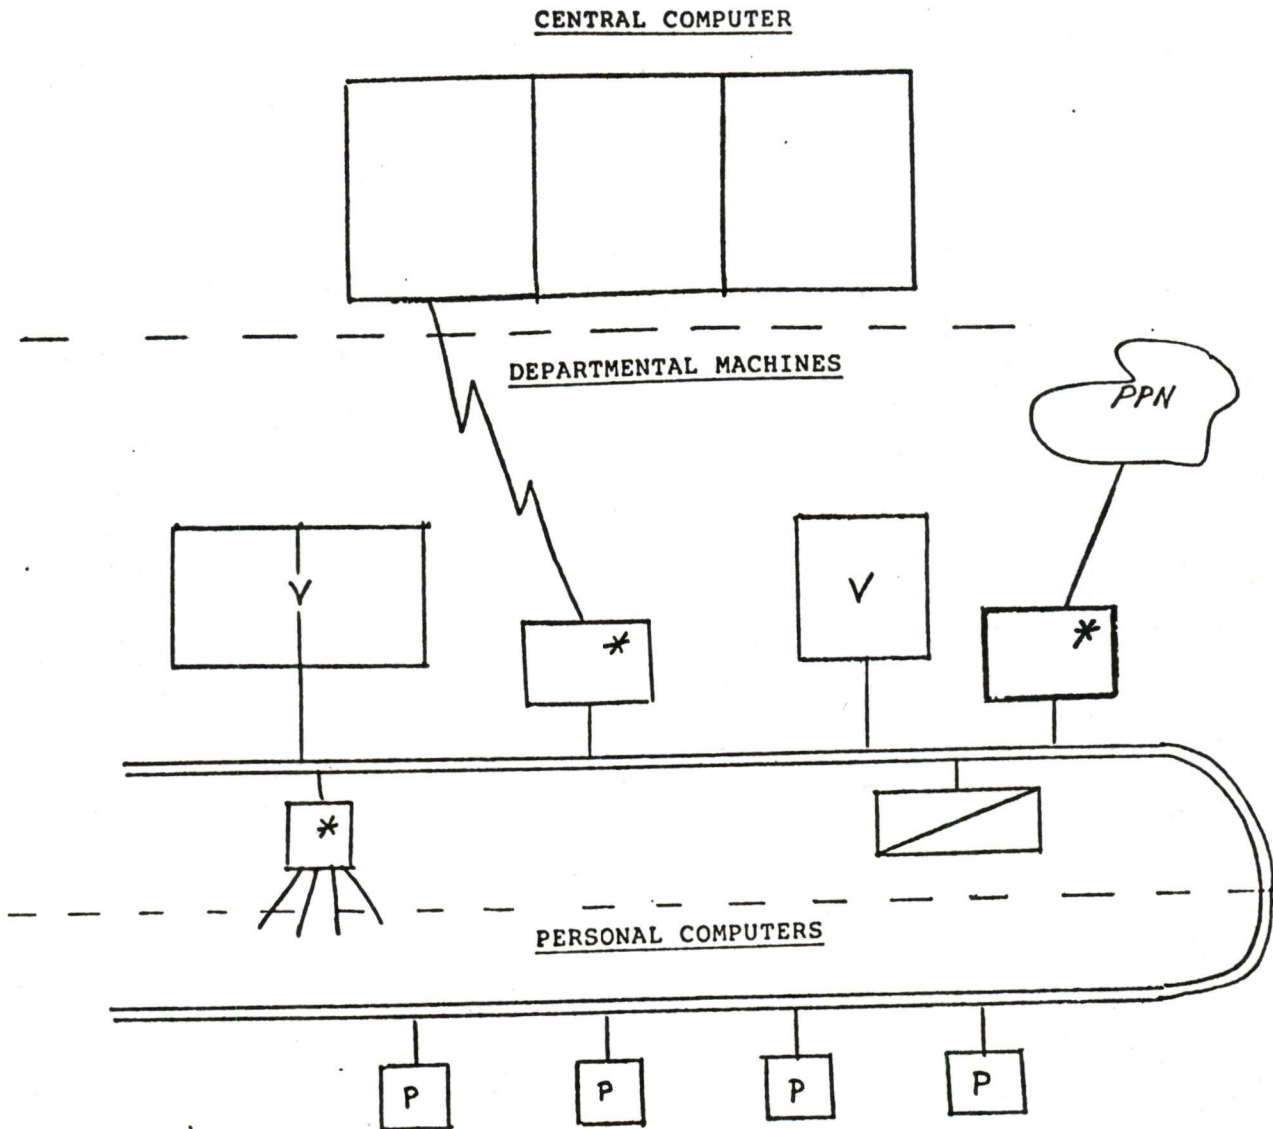 CENTRAL COMPUTER
DEPARTMENTAL MACHINES
PPN
V
V
*
*
*
PERSONAL COMPUTERS
P
P
P
P